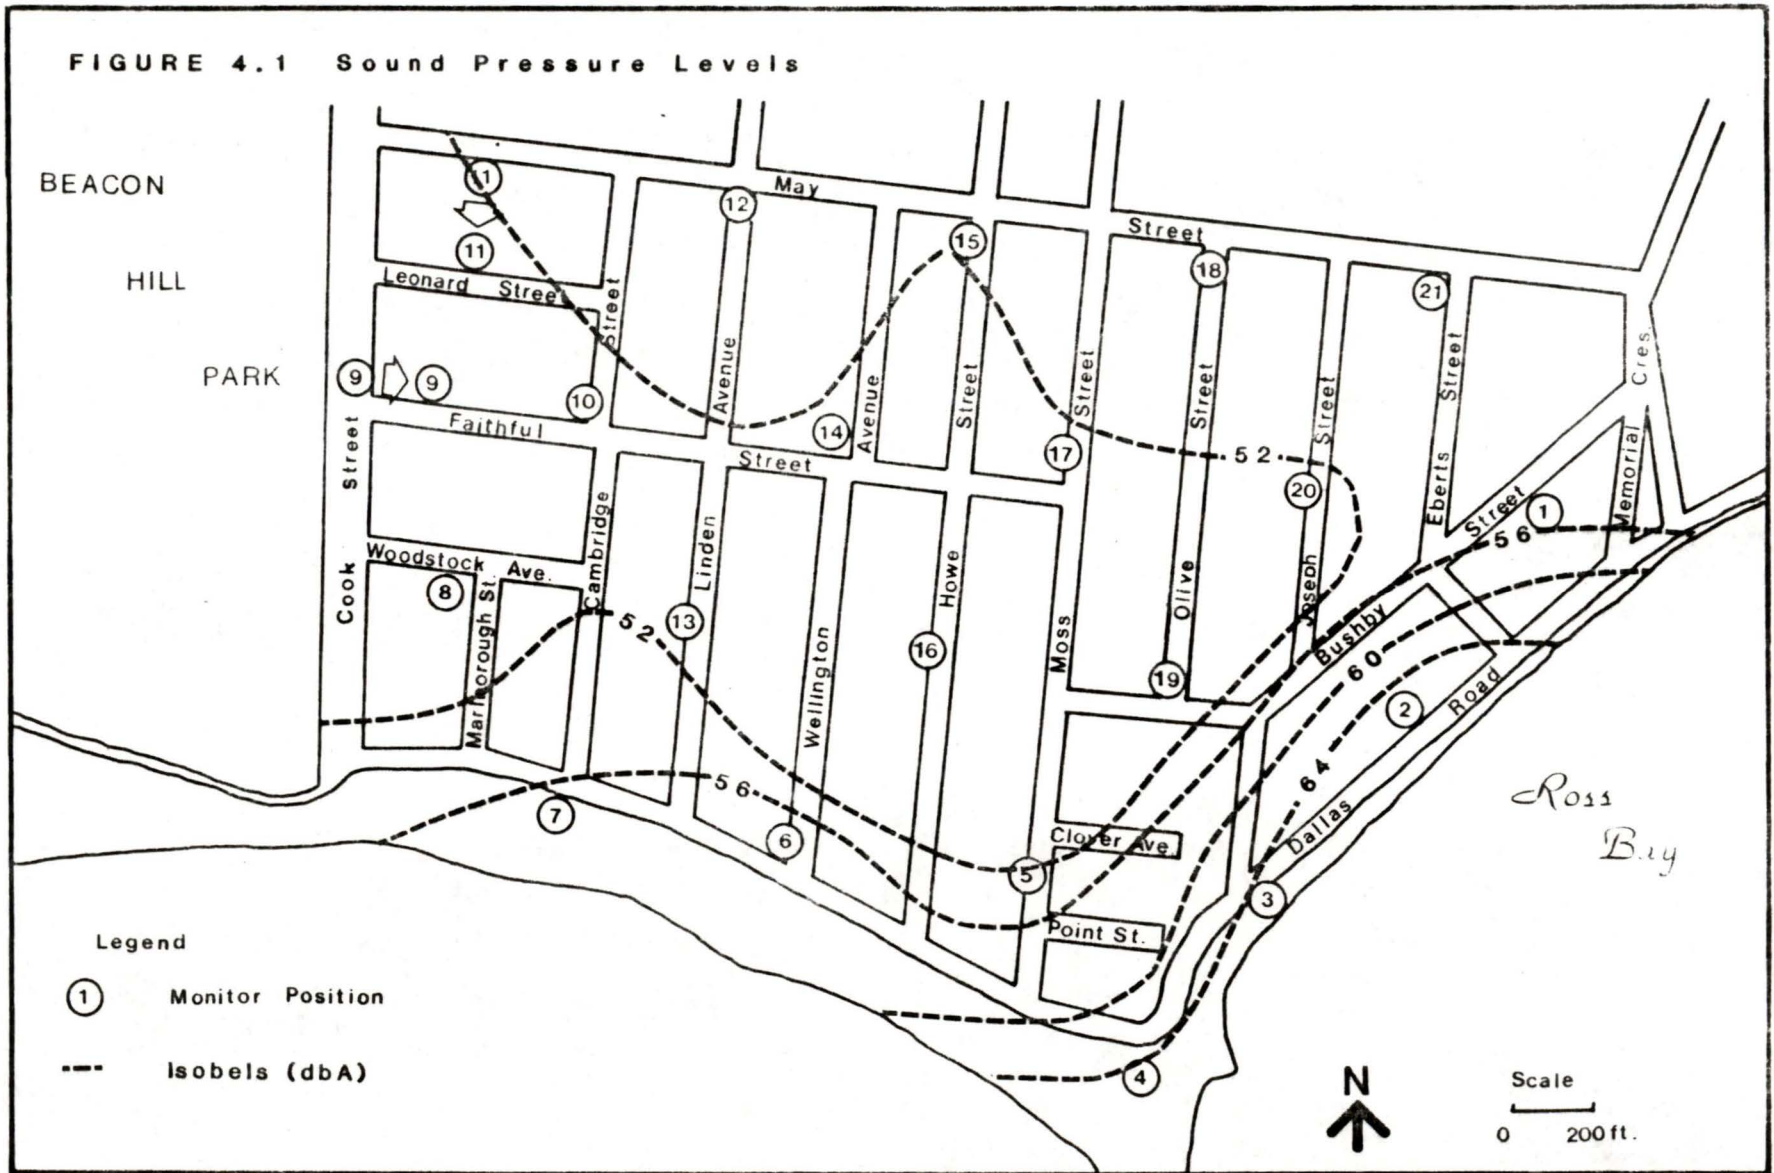 FIGURE 4.1 Sound Pressure Levels
BEACON
HILL
PARK
11
12
May
Street
15
18
21
11
Leonard Street
Street
9
9
10
Faithful
Street
Avenue
14
Avenue
Street
17
Street
Street
52
Street
20
Street
Cres.
Memorial
Street
Cook
Woodstock Ave.
8
Marlborough St.
Cambridge
52
Linden
13
Wellington
Howe
16
Moss
Olive
19
Joseph
Eberts
Street
1
56
Bushby
60
2
Road
64
Dallas
56
7
6
5
Clover Ave.
3
Point St.
4
Ross
Bay
Legend
1 Monitor Position
Isobels (dbA)
N
Scale
0 200 ft.